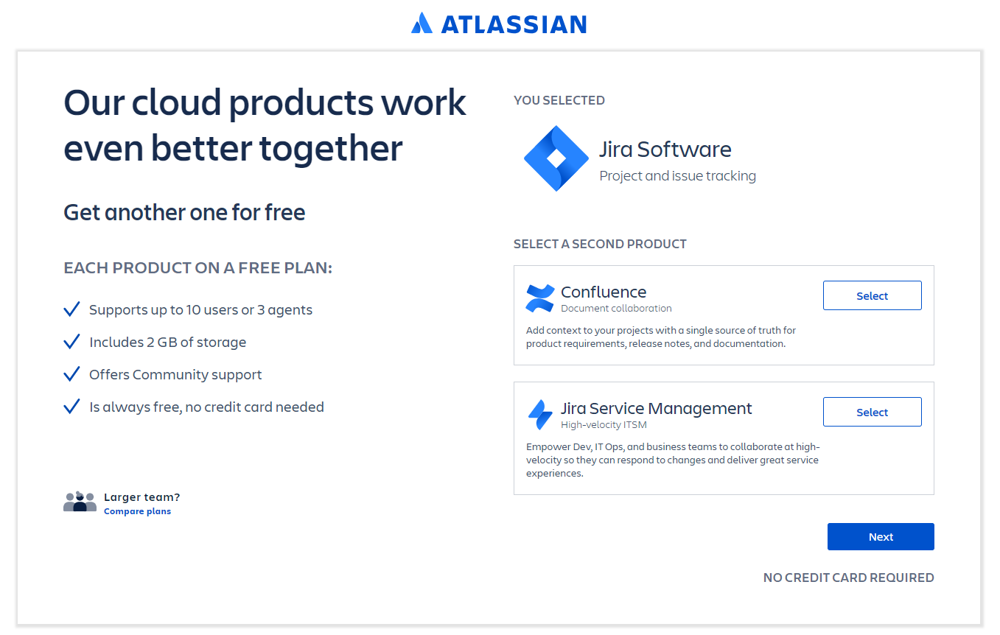 ATLASSIAN
Our cloud products work
even better together
Get another one for free
EACH PRODUCT ON A FREE PLAN:
Supports up to 10 users or 3 agents
Includes 2 GB of storage
Offers Community support
Is always free, no credit card needed
Larger team?
Compare plans
YOU SELECTED
Jira Software
Project and issue tracking
SELECT A SECOND PRODUCT
Confluence
Document collaboration
Select
Add context to your projects with a single source of truth for
product requirements, release notes, and documentation.
Jira Service Management
High-velocity ITSM
Select
Empower Dev, IT Ops, and business teams to collaborate at high-
velocity so they can respond to changes and deliver great service
experiences.
Next
NO CREDIT CARD REQUIRED